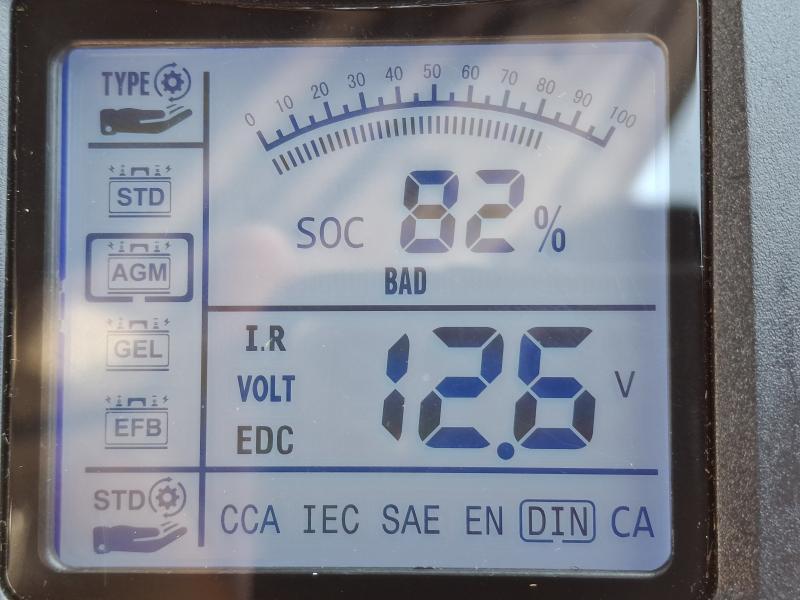 TYPE
0 10 20 30 40 50 60 70 80 90 100
STD
AGM
GEL
EFB
SOC 82%
BAD
I.R
VOLT
EDC
12.6 V
STD
CCA IEC SAE EN DIN CA